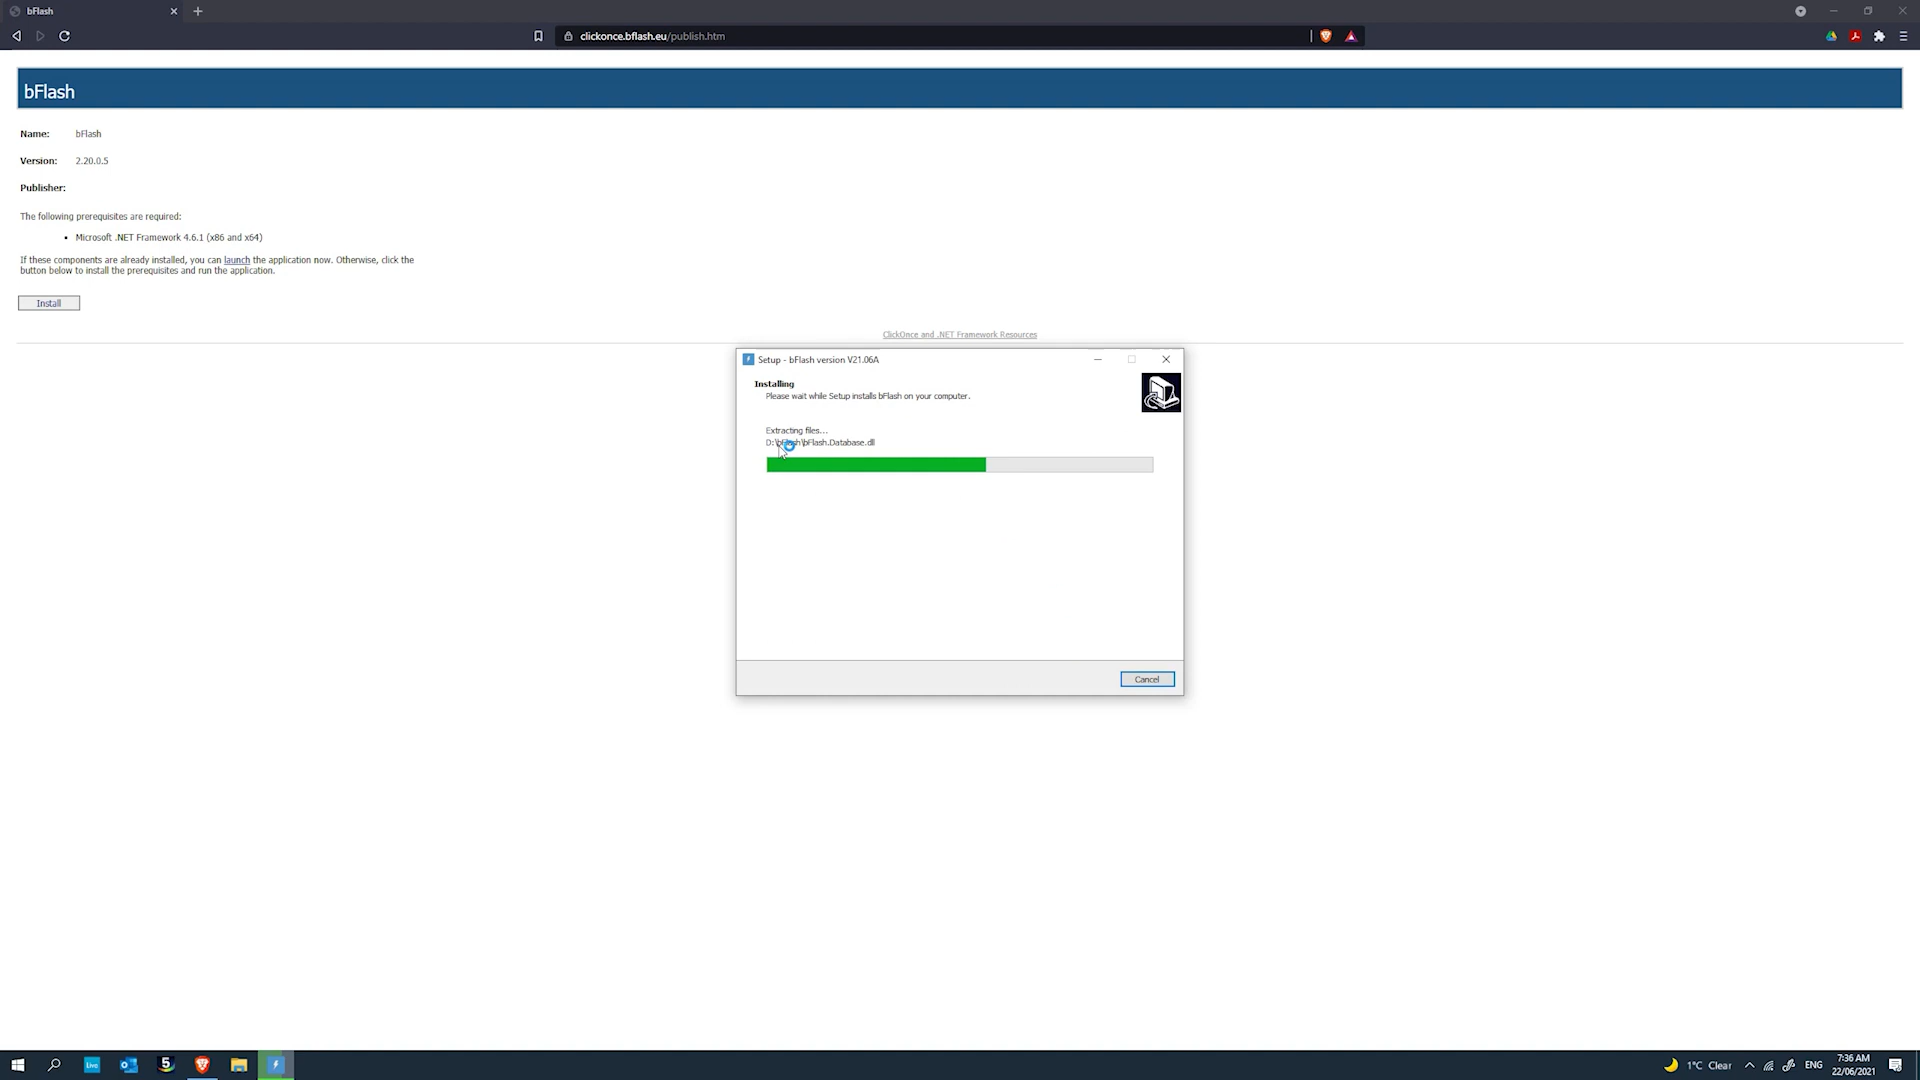 bFlash
clickonce.bflash.eu/publish.htm
bFlash
Name: bFlash
Version: 2.20.0.5
Publisher:
The following prerequisites are required:
Microsoft .NET Framework 4.6.1 (x86 and x64)
If these components are already installed, you can launch the application now. Otherwise, click the
button below to install the prerequisites and run the application.
Install
ClickOnce and .NET Framework Resources
Setup - bFlash version V21.06A
Installing
Please wait while Setup installs bFlash on your computer.
Extracting files...
D:\bFlash\bFlash.Database.dll
Cancel
Live
5
1°C Clear
ENG
7:36 AM
22/06/2021